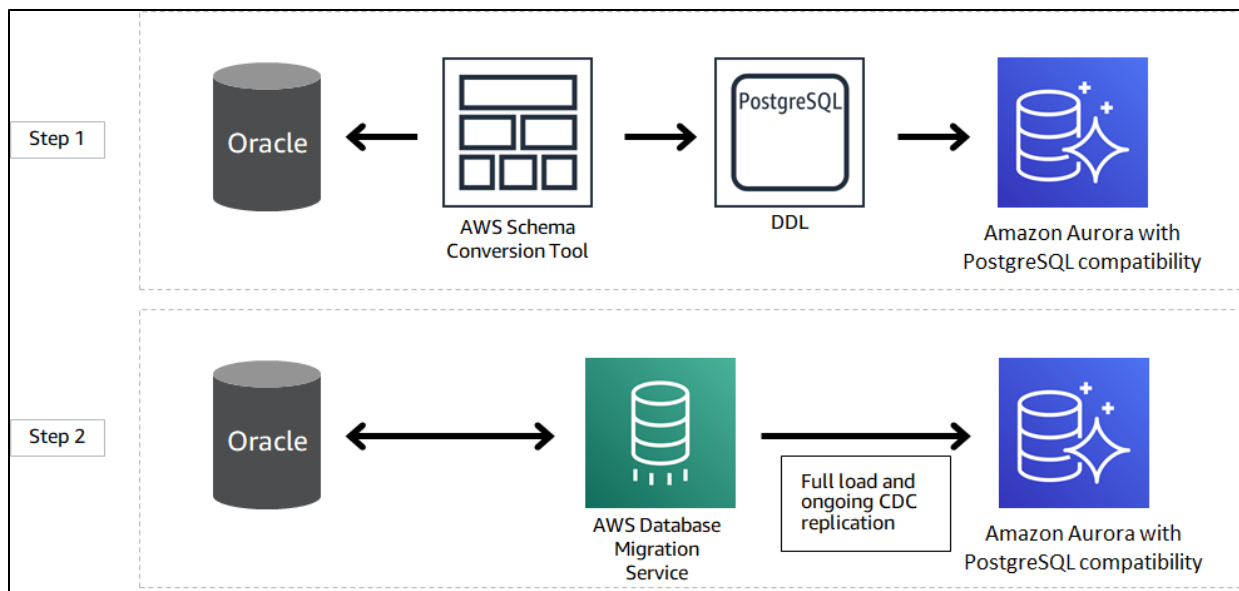 Step 1
Oracle
AWS Schema
Conversion Tool
PostgreSQL
DDL
Amazon Aurora with
PostgreSQL compatibility
Step 2
Oracle
AWS Database
Migration
Service
Full load and
ongoing CDC
replication
Amazon Aurora with
PostgreSQL compatibility